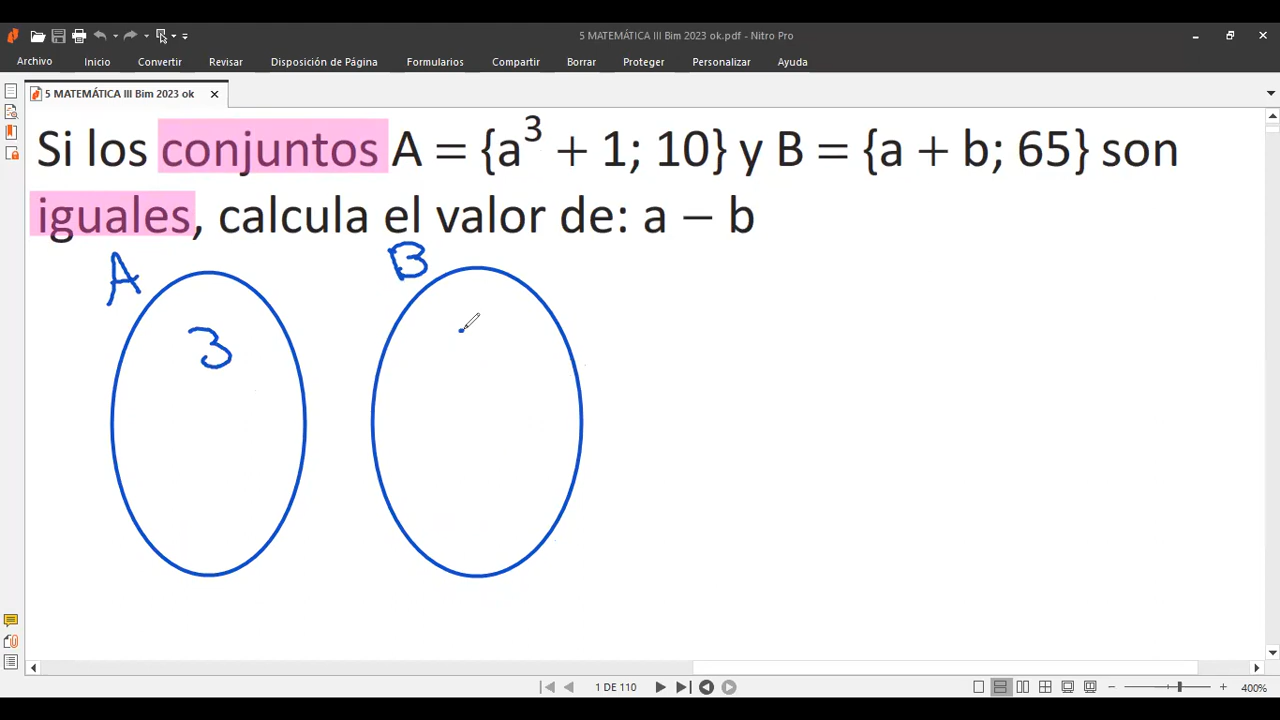 5 MATEMÁTICA III Bim 2023 ok.pdf - Nitro Pro
Archivo Inicio Convertir Revisar Disposición de Página Formularios Compartir Borrar Proteger Personalizar Ayuda
5 MATEMÁTICA III Bim 2023 ok
Si los conjuntos A = {a³ + 1; 10} y B = {a + b; 65} son
iguales, calcula el valor de: a − b
A B
3
1 DE 110
400%